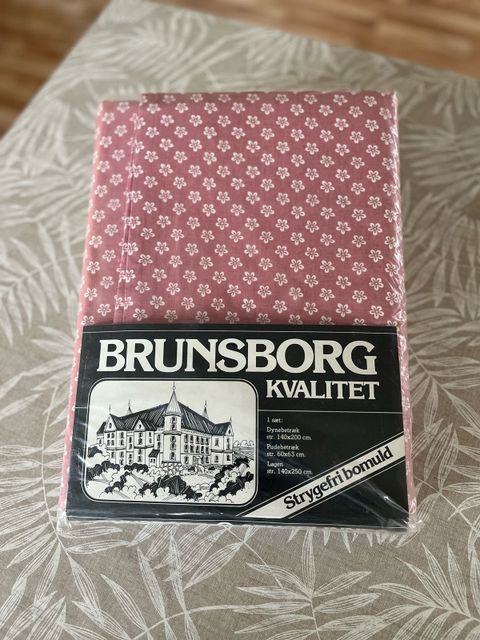 BRUNSBORG
KVALITET
1 sæt:
Dynebetræk
str. 140x200 cm.
Pudebetræk
str. 60x63 cm.
Lagen
str. 140x250 cm.
Strygefri bomuld